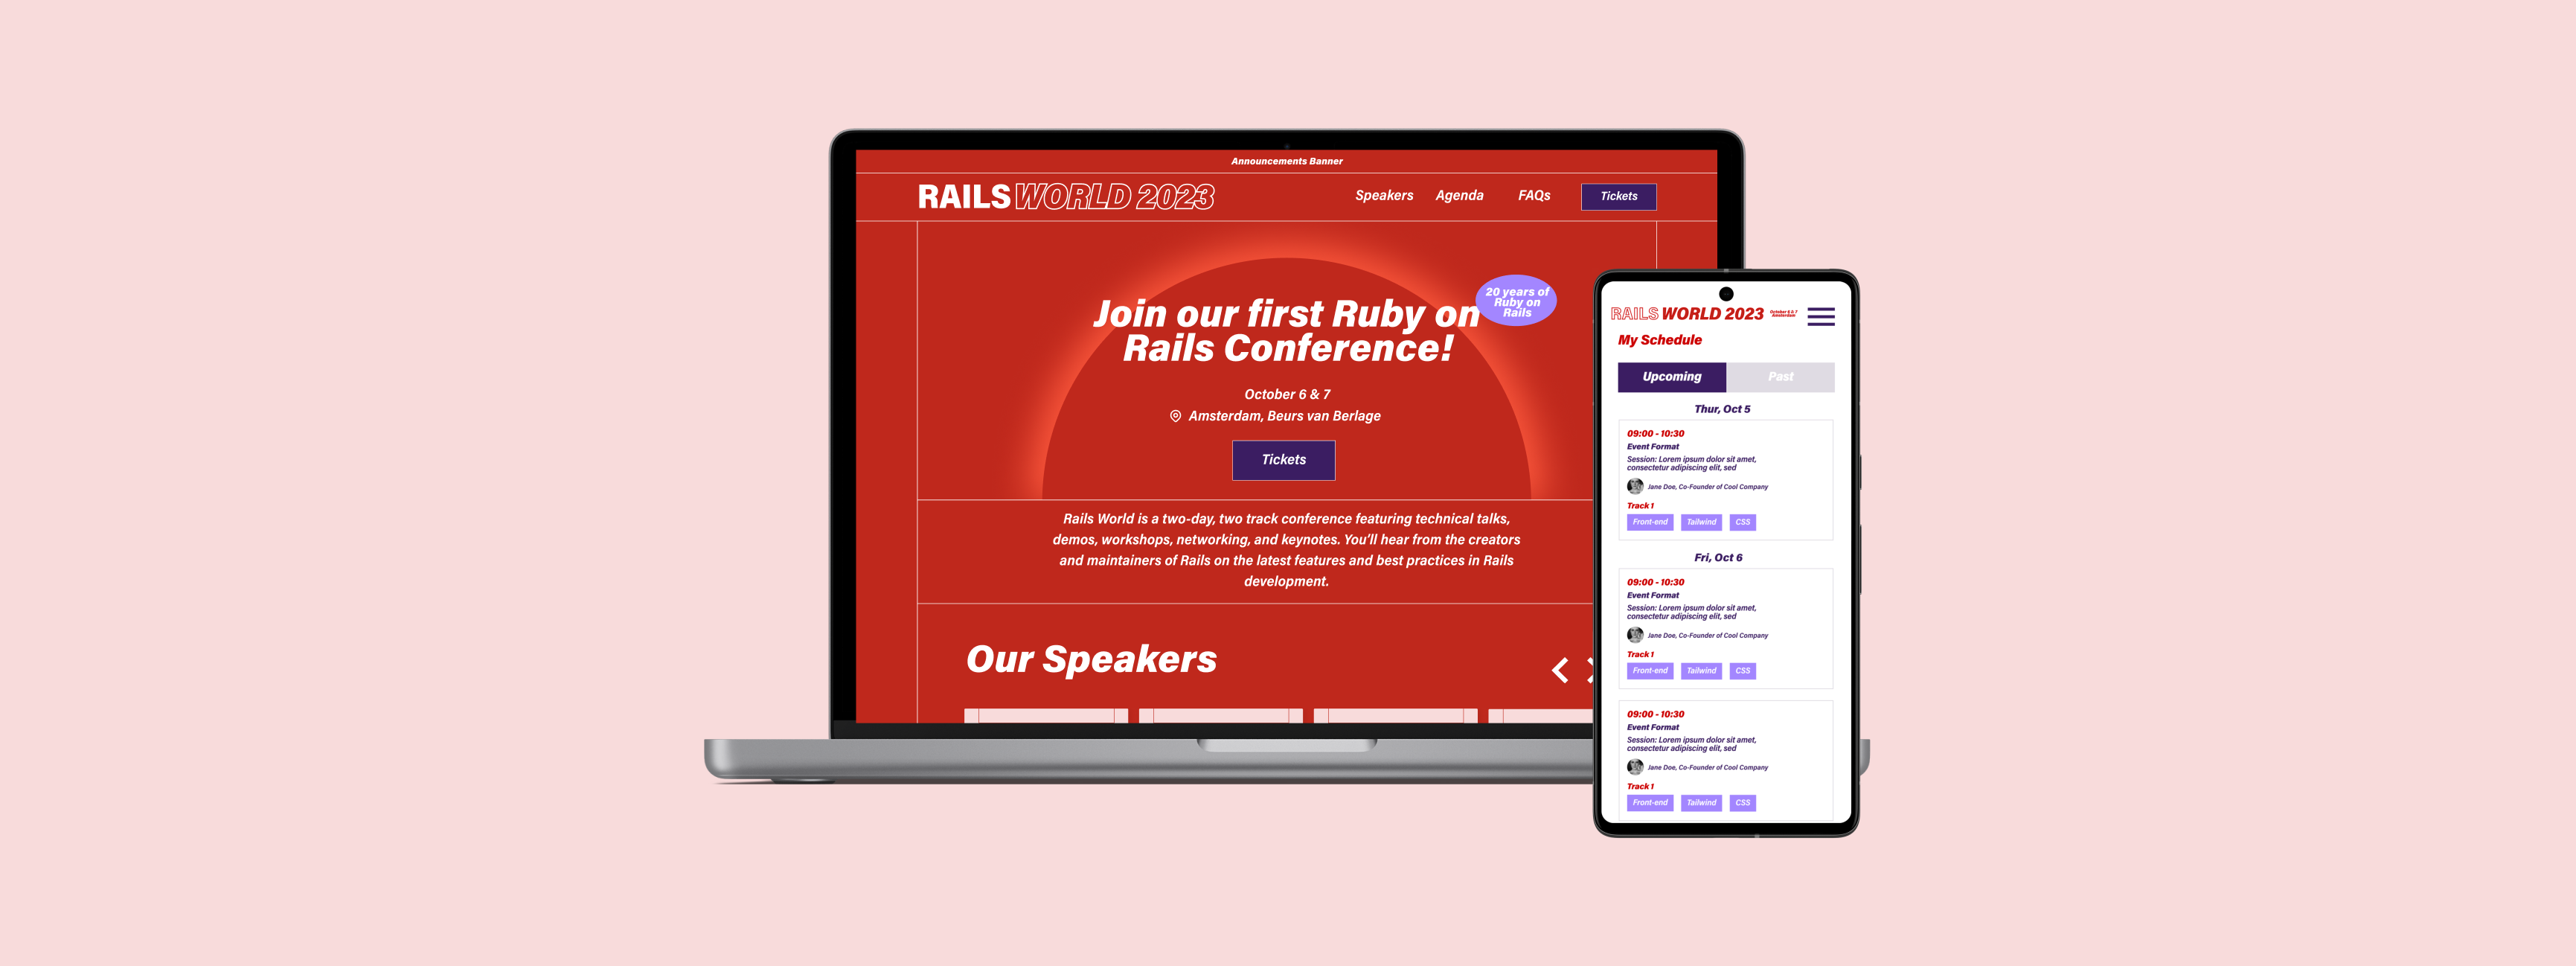 Announcements Banner
RAILS WORLD 2023
Speakers Agenda FAQs Tickets
Join our first Ruby on
Rails Conference!
20 years of
Ruby on
Rails
October 6 & 7
Amsterdam, Beurs van Berlage
Tickets
Rails World is a two-day, two track conference featuring technical talks,
demos, workshops, networking, and keynotes. You'll hear from the creators
and maintainers of Rails on the latest features and best practices in Rails
development.
Our Speakers
RAILS WORLD 2023
October 6 & 7
Amsterdam
My Schedule
Upcoming Past
Thur, Oct 5
09:00 - 10:30
Event Format
Session: Lorem ipsum dolor sit amet,
consectetur adipiscing elit, sed
Jane Doe, Co-Founder of Cool Company
Track 1
Front-end Tailwind CSS
Fri, Oct 6
09:00 - 10:30
Event Format
Session: Lorem ipsum dolor sit amet,
consectetur adipiscing elit, sed
Jane Doe, Co-Founder of Cool Company
Track 1
Front-end Tailwind CSS
09:00 - 10:30
Event Format
Session: Lorem ipsum dolor sit amet,
consectetur adipiscing elit, sed
Jane Doe, Co-Founder of Cool Company
Track 1
Front-end Tailwind CSS